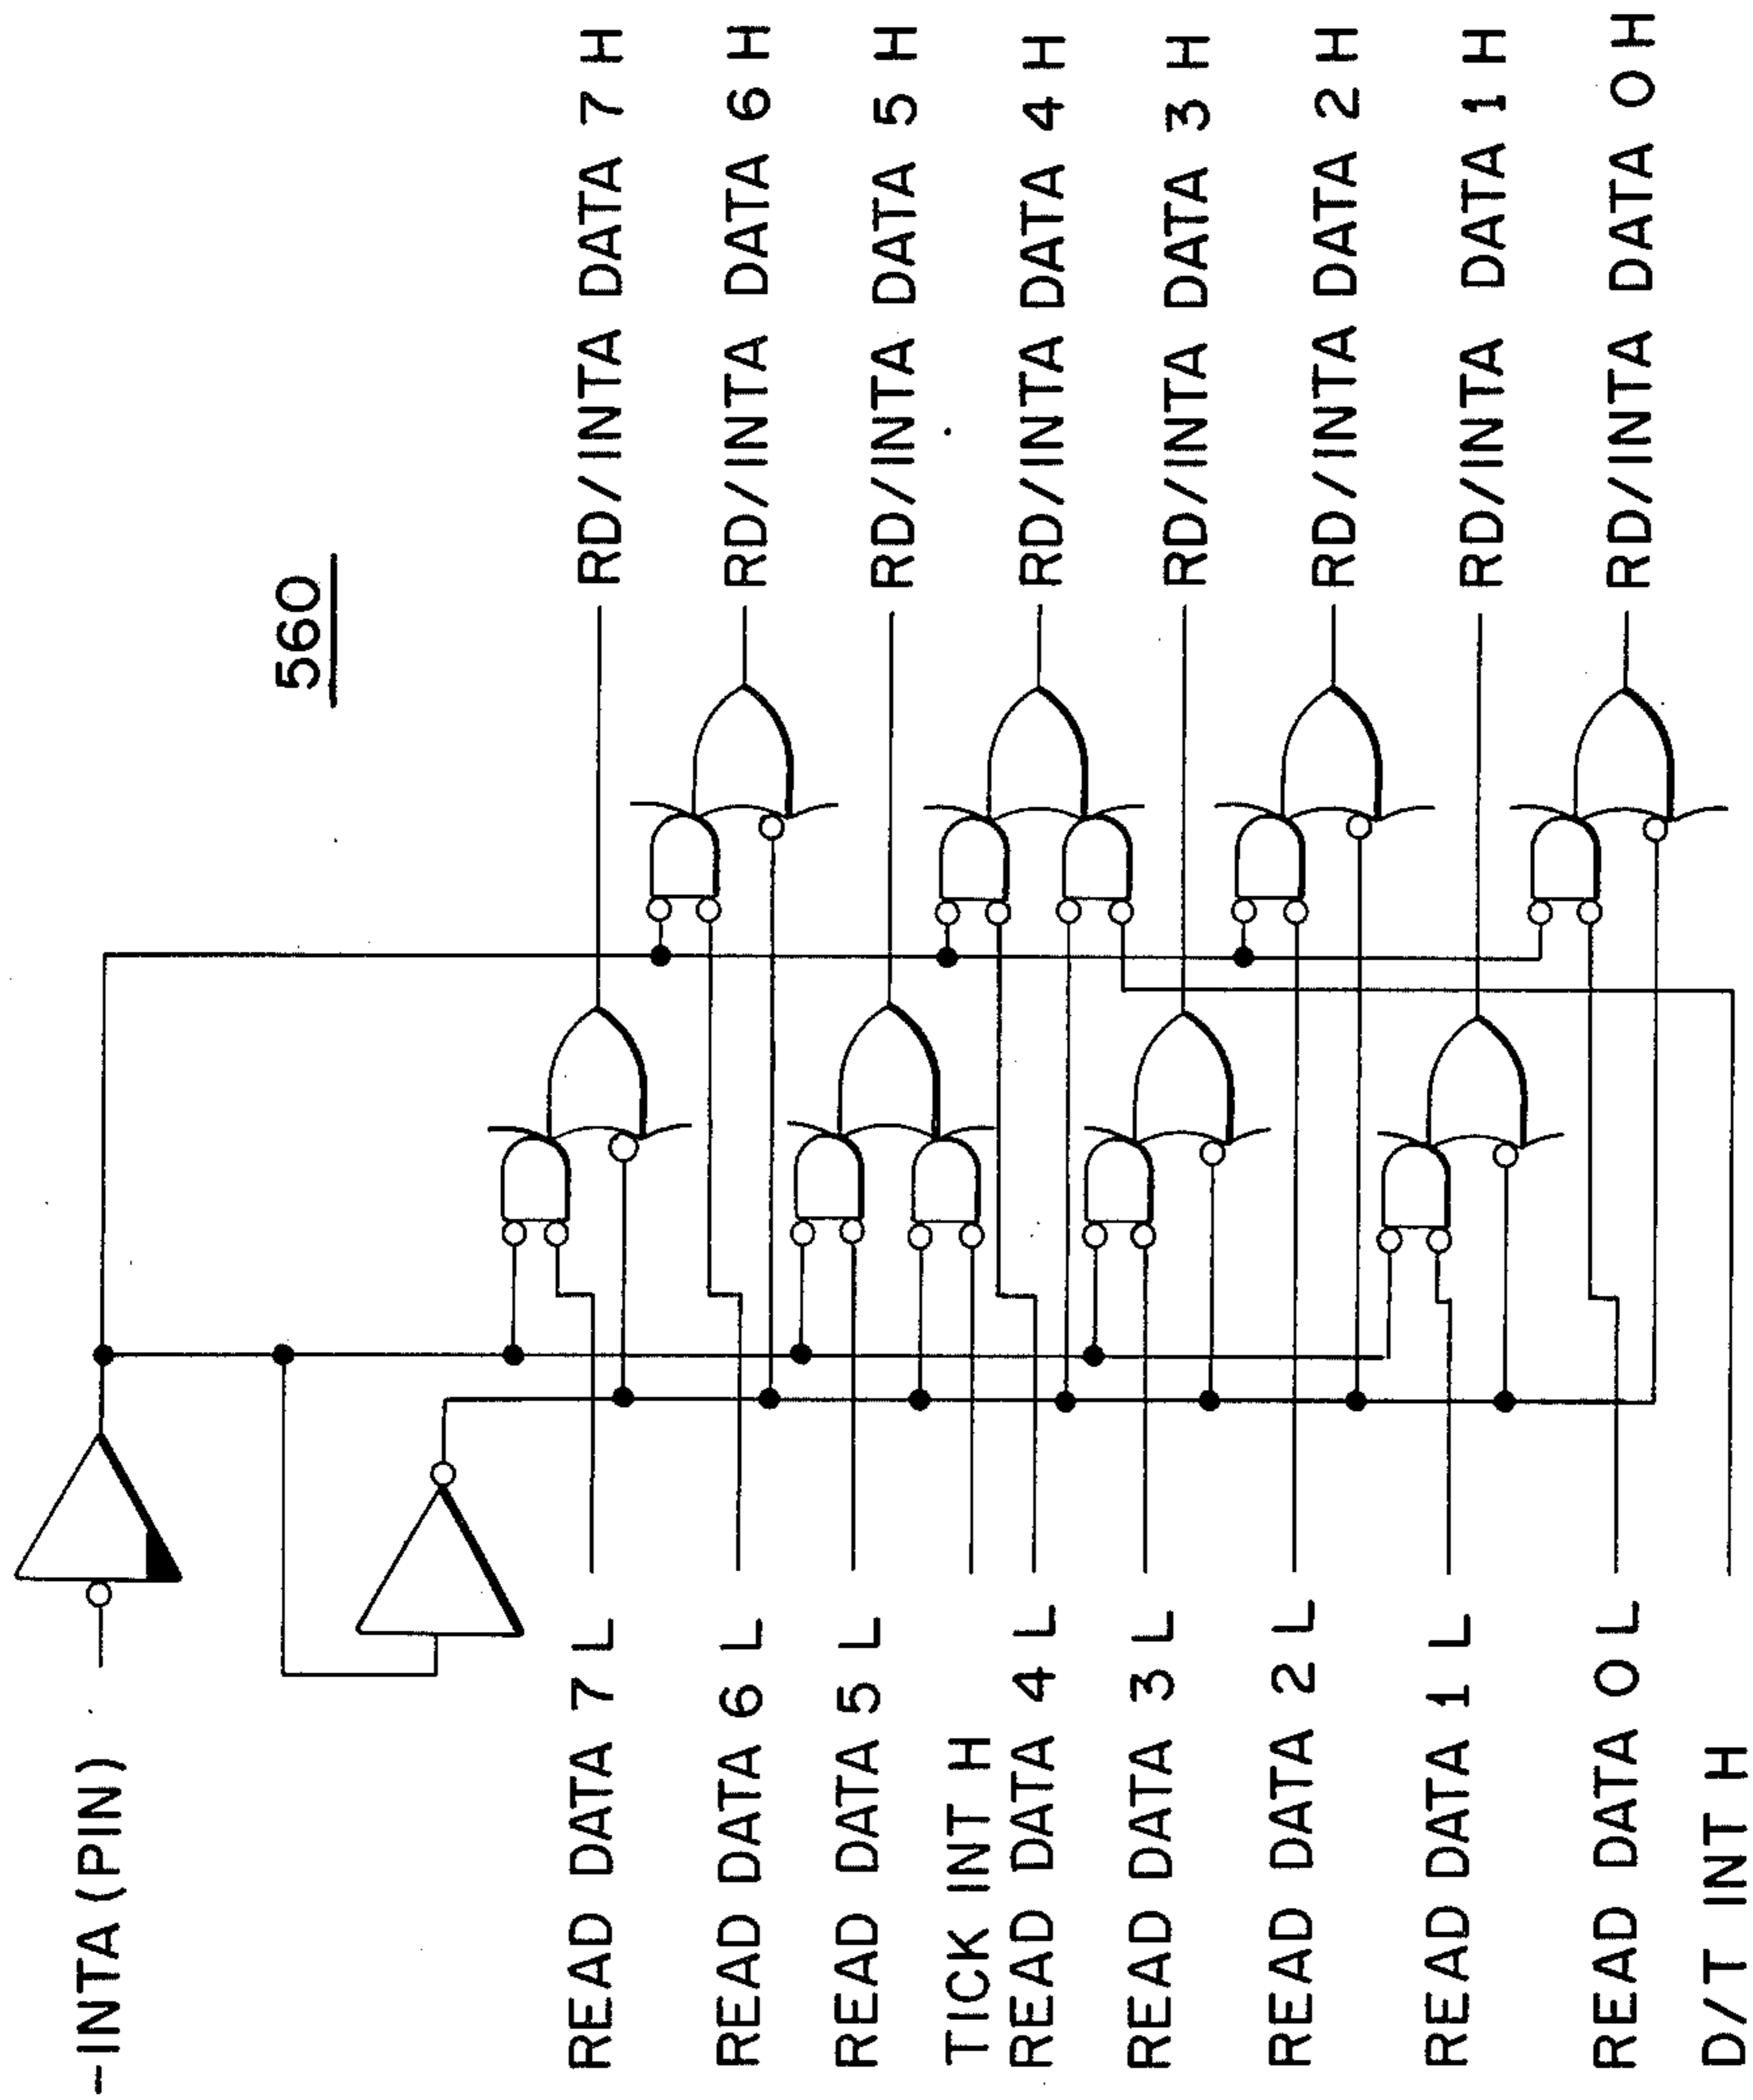 560
-INTA (PIN)
READ DATA 7 L
READ DATA 6 L
READ DATA 5 L
TICK INT H
READ DATA 4 L
READ DATA 3 L
READ DATA 2 L
READ DATA 1 L
READ DATA 0 L
D/T INT H
RD/INTA DATA 7 H
RD/INTA DATA 6 H
RD/INTA DATA 5 H
RD/INTA DATA 4 H
RD/INTA DATA 3 H
RD/INTA DATA 2 H
RD/INTA DATA 1 H
RD/INTA DATA 0 H